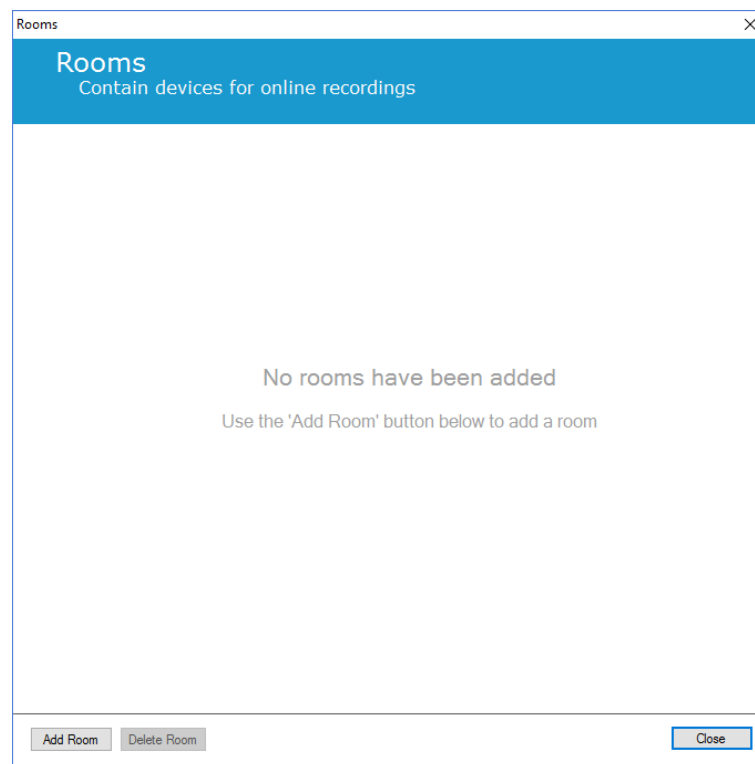 Rooms
Rooms
Contain devices for online recordings
No rooms have been added
Use the 'Add Room' button below to add a room
Add Room Delete Room Close